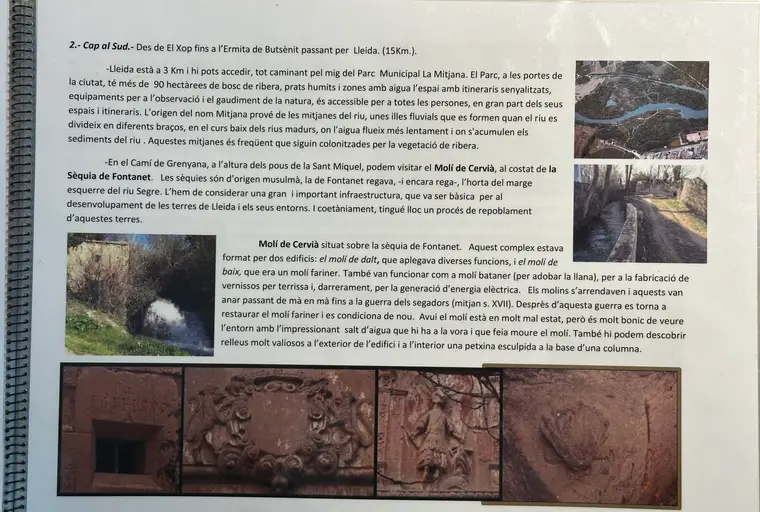 2.- Cap al Sud.- Des de El Xop fins a l'Ermita de Butsènit passant per Lleida. (15Km.).
-Lleida està a 3 Km i hi pots accedir, tot caminant pel mig del Parc Municipal La Mitjana. El Parc, a les portes de
la ciutat, té més de 90 hectàrees de bosc de ribera, prats humits i zones amb aigua l'espai amb itineraris senyalitzats,
equipaments per a l'observació i el gaudiment de la natura, és accessible per a totes les persones, en gran part dels seus
espais i itineraris. L'origen del nom Mitjana prové de les mitjanes del riu, unes illes fluvials que es formen quan el riu es
divideix en diferents braços, en el curs baix dels rius madurs, on l'aigua flueix més lentament i on s'acumulen els
sediments del riu . Aquestes mitjanes és freqüent que siguin colonitzades per la vegetació de ribera.
-En el Camí de Grenyana, a l'altura dels pous de la Sant Miquel, podem visitar el Molí de Cervià, al costat de la
Sèquia de Fontanet. Les sèquies són d'origen musulmà, la de Fontanet regava, -i encara rega-, l'horta del marge
esquerre del riu Segre. L'hem de considerar una gran i important infraestructura, que va ser bàsica per al
desenvolupament de les terres de Lleida i els seus entorns. I coetàniament, tingué lloc un procés de repoblament
d'aquestes terres.
Molí de Cervià situat sobre la sèquia de Fontanet. Aquest complex estava
format per dos edificis: el molí de dalt, que aplegava diverses funcions, i el molí de
baix, que era un molí fariner. També van funcionar com a molí bataner (per adobar la llana), per a la fabricació de
vernissos per terrissa i, darrerament, per la generació d'energia elèctrica. Els molins s'arrendaven i aquests van
anar passant de mà en mà fins a la guerra dels segadors (mitjan s. XVII). Desprès d'aquesta guerra es torna a
restaurar el molí fariner i es condiciona de nou. Avui el molí està en molt mal estat, però és molt bonic de veure
l'entorn amb l'impressionant salt d'aigua que hi ha a la vora i que feia moure el molí. També hi podem descobrir
relleus molt valiosos a l'exterior de l'edifici i a l'interior una petxina esculpida a la base d'una columna.